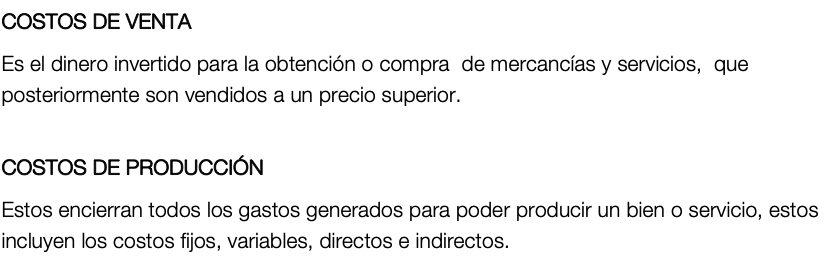 COSTOS DE VENTA
Es el dinero invertido para la obtención o compra  de mercancías y servicios,  que
posteriormente son vendidos a un precio superior.
COSTOS DE PRODUCCIÓN
Estos encierran todos los gastos generados para poder producir un bien o servicio, estos
incluyen los costos fijos, variables, directos e indirectos.